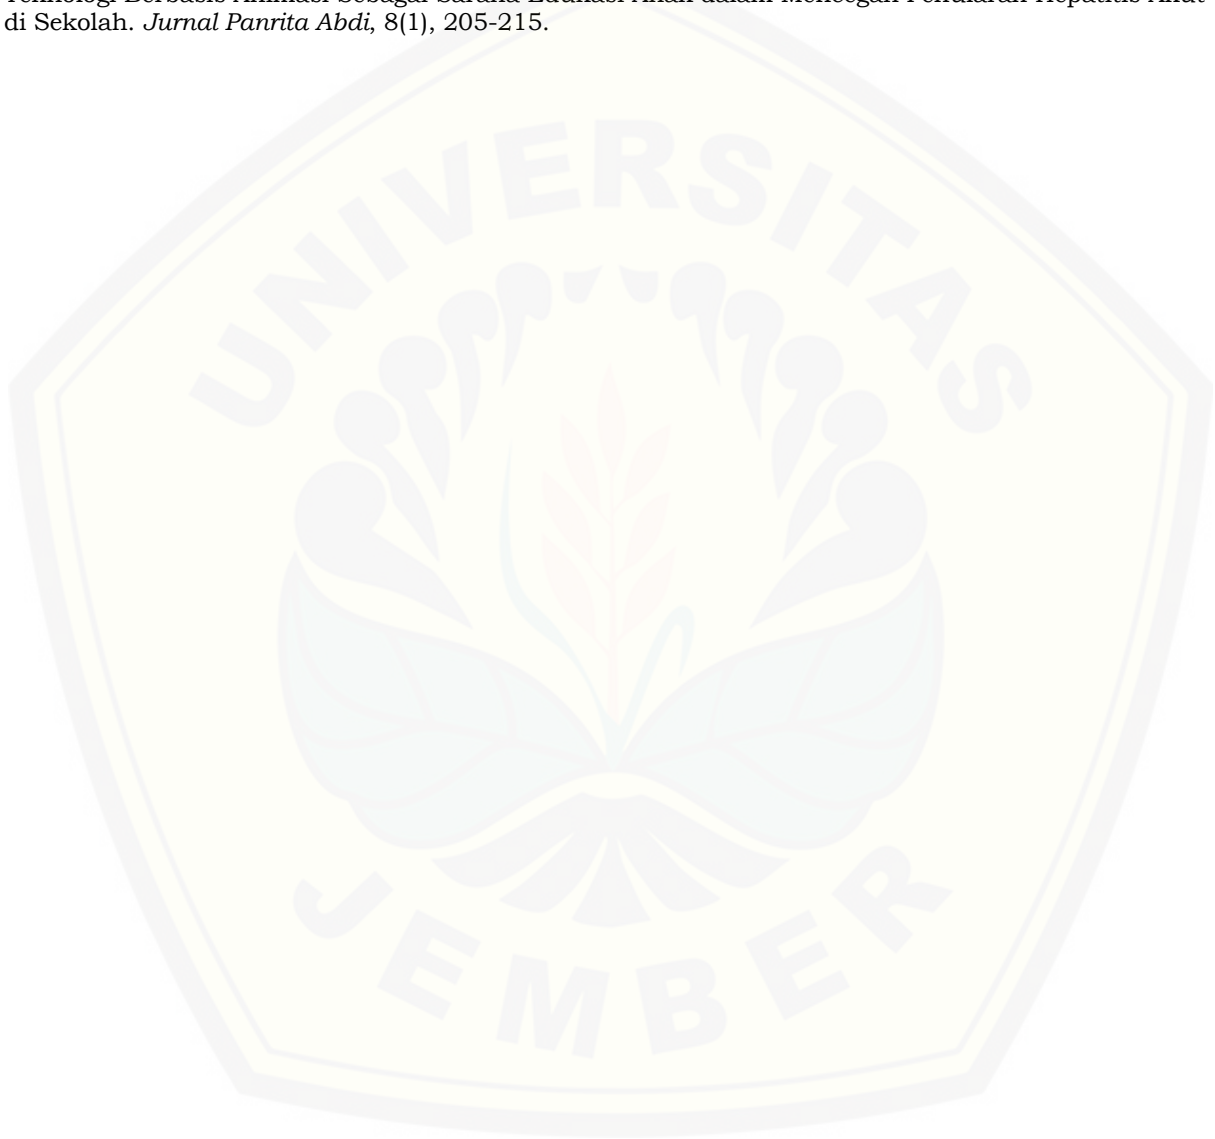 Teknologi Berbasis Animasi Sebagai Sarana Edukasi Anak dalam Mencegah Penularan Hepatitis Akut
di Sekolah. Jurnal Panrita Abdi, 8(1), 205-215.
UNIVERSITAS
JEMBER